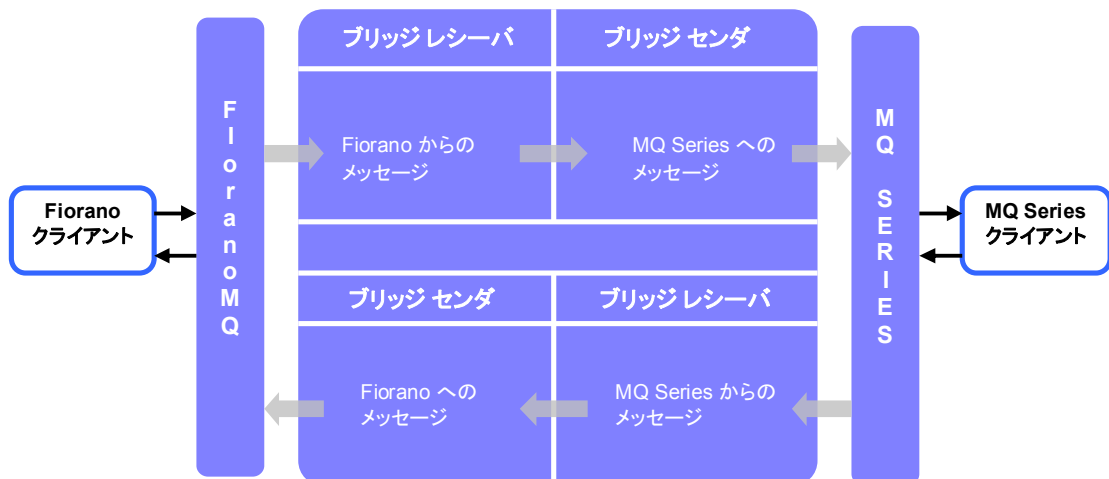 ブリッジ レシーバ
ブリッジ センダ
FIoranoMQ
Fiorano からの
メッセージ
MQ Series への
メッセージ
MQ SERIES
Fiorano
クライアント
MQ Series
クライアント
ブリッジ センダ
ブリッジ レシーバ
Fiorano への
メッセージ
MQ Series からの
メッセージ